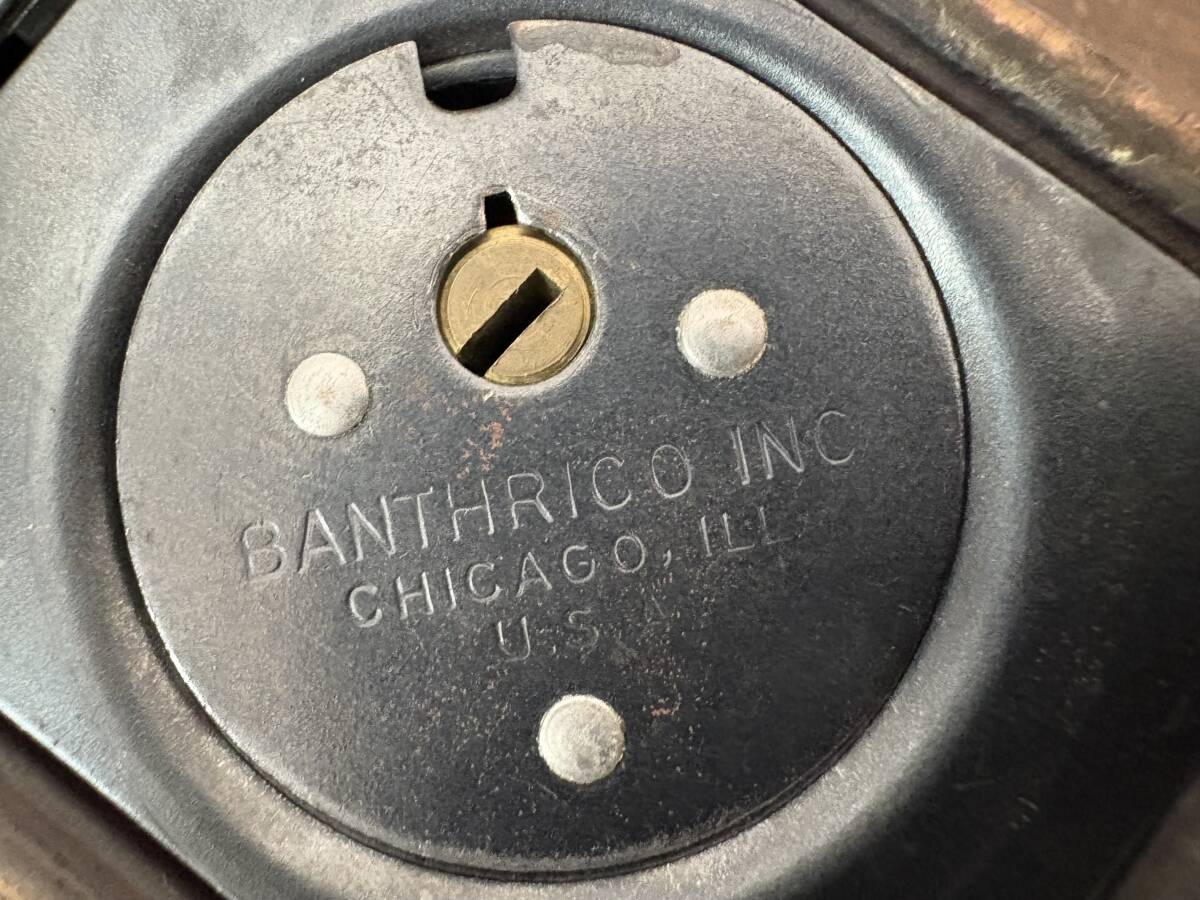 BANTHRICO INC
CHICAGO, ILL
U.S.A